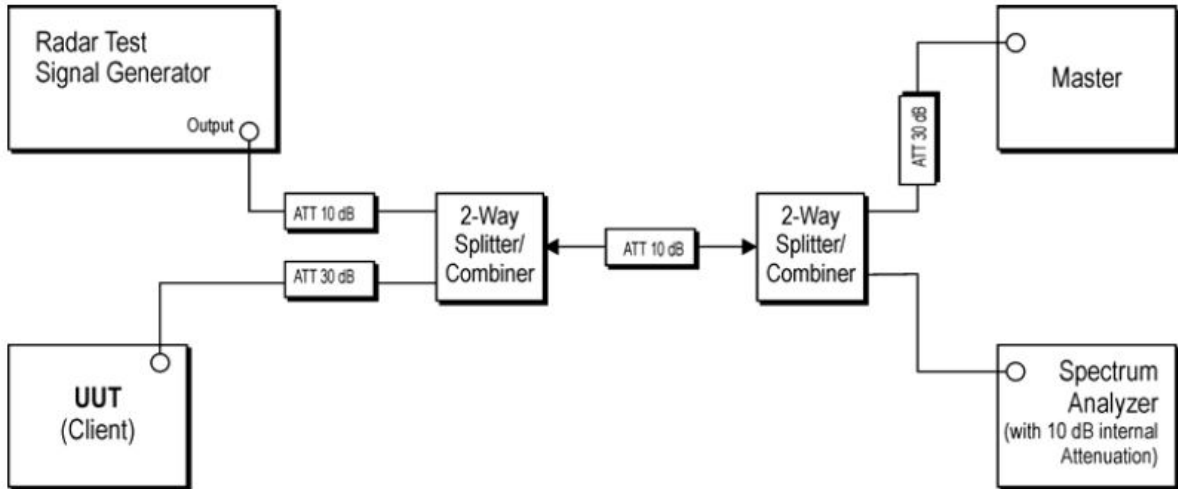 Radar Test
Signal Generator
Output
ATT 10 dB
ATT 30 dB
UUT
(Client)
2-Way
Splitter/
Combiner
ATT 10 dB
2-Way
Splitter/
Combiner
ATT 30 dB
Master
Spectrum
Analyzer
(with 10 dB internal
Attenuation)